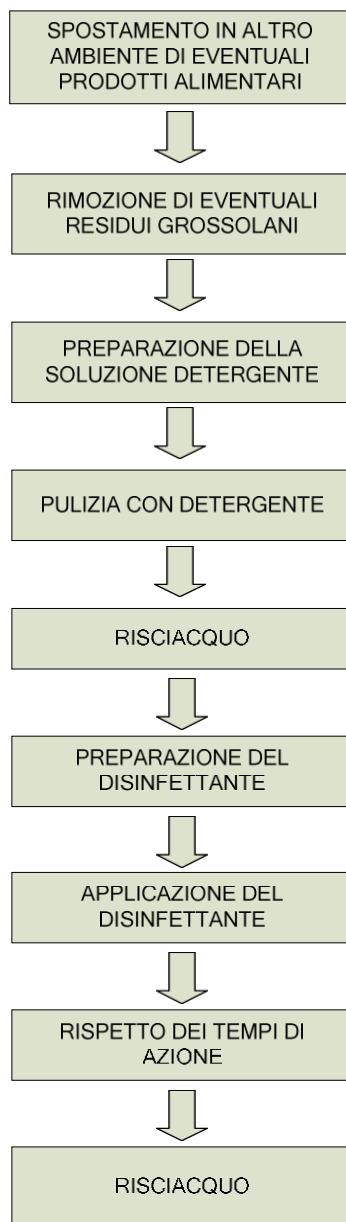 SPOSTAMENTO IN ALTRO
AMBIENTE DI EVENTUALI
PRODOTTI ALIMENTARI
RIMOZIONE DI EVENTUALI
RESIDUI GROSSOLANI
PREPARAZIONE DELLA
SOLUZIONE DETERGENTE
PULIZIA CON DETERGENTE
RISCIACQUO
PREPARAZIONE DEL
DISINFETTANTE
APPLICAZIONE DEL
DISINFETTANTE
RISPETTO DEI TEMPI DI
AZIONE
RISCIACQUO